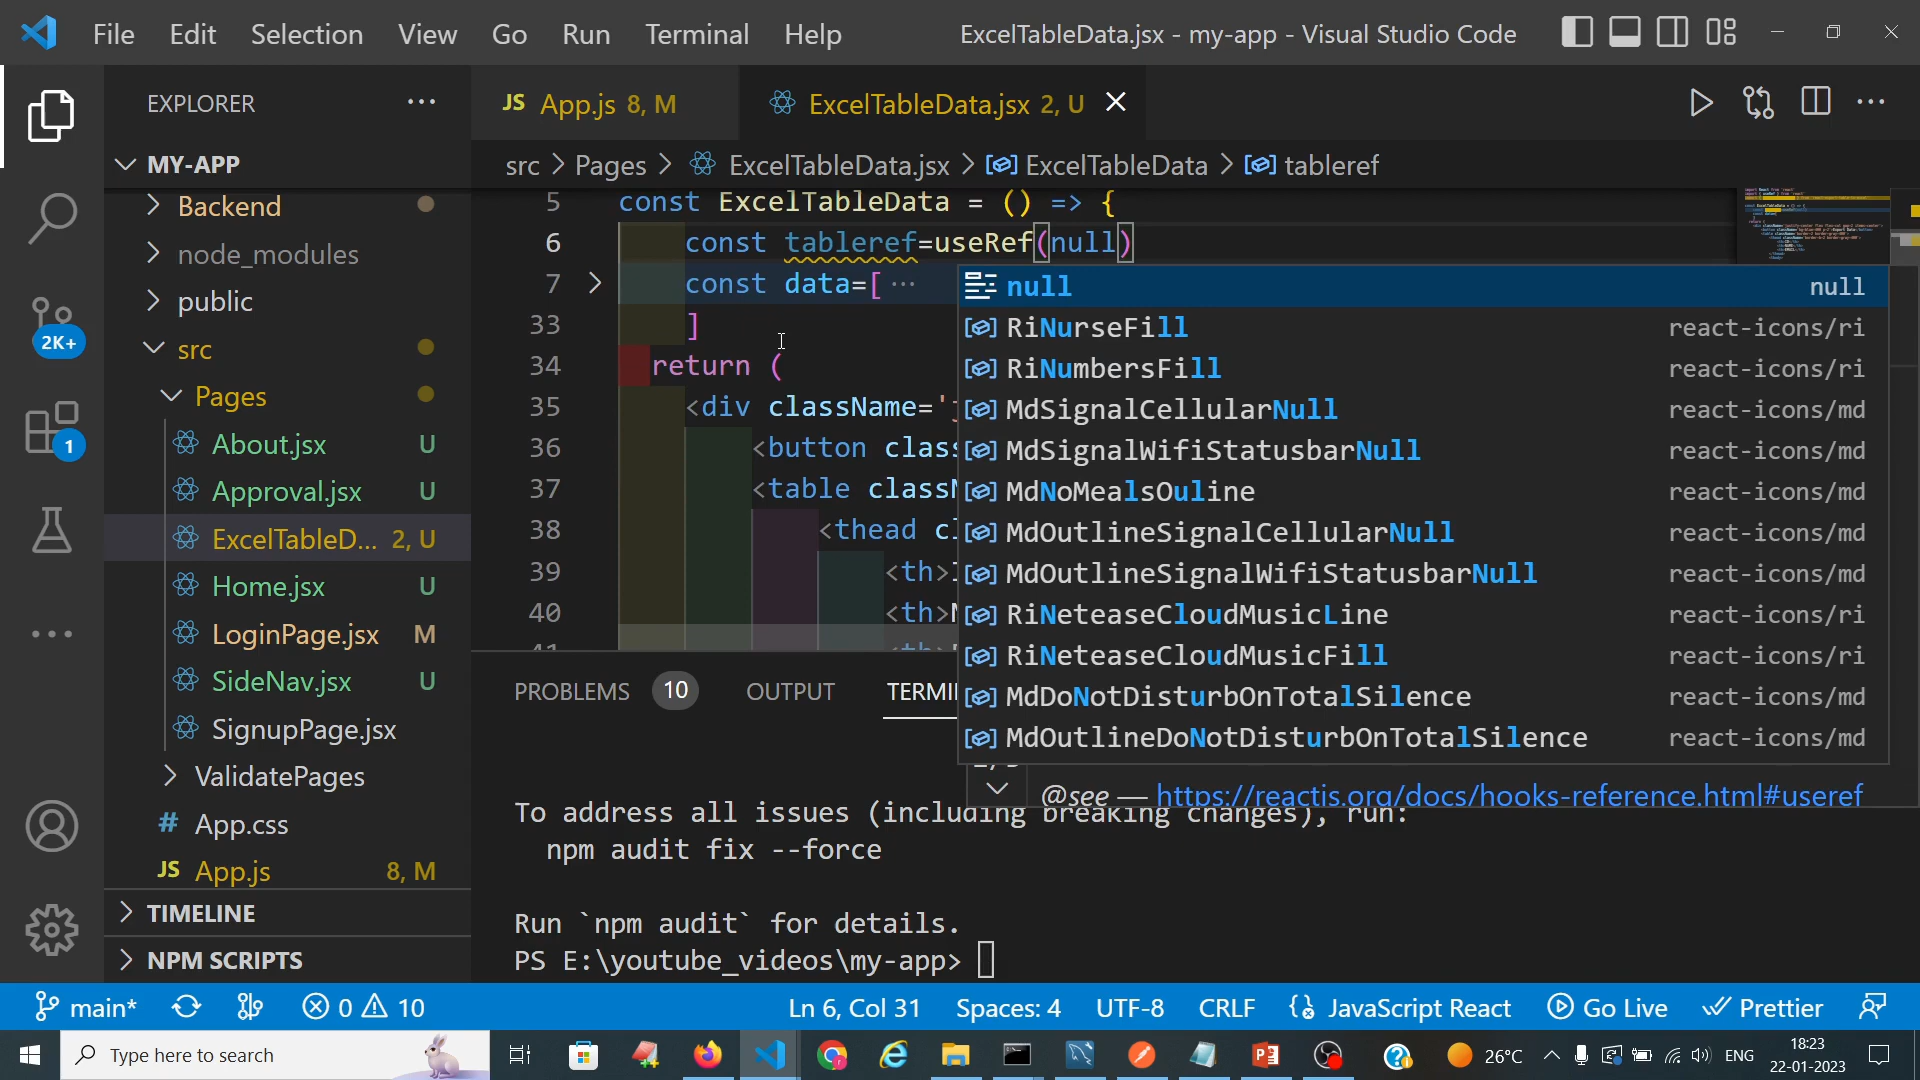 File Edit Selection View Go Run Terminal Help ExcelTableData.jsx - my-app - Visual Studio Code
EXPLORER
JS App.js 8, M ExcelTableData.jsx 2, U
MY-APP
src > Pages > ExcelTableData.jsx > ExcelTableData > tableref
Backend
node_modules
public
src
Pages
About.jsx U
Approval.jsx U
ExcelTableD... 2, U
Home.jsx U
LoginPage.jsx M
SideNav.jsx U
SignupPage.jsx
ValidatePages
# App.css
JS App.js 8, M
TIMELINE
NPM SCRIPTS
2K+
1
5 const ExcelTableData = () => {
6 const tableref=useRef(null)
7 const data=[ ...
33 ]
34 return (
35 <div className='
36 <button clas
37 <table class
38 <thead cl
39 <th>
40 <th>
41 <th>
null null
RiNurseFill react-icons/ri
RiNumbersFill react-icons/ri
MdSignalCellularNull react-icons/md
MdSignalWifiStatusbarNull react-icons/md
MdNoMealsOuline react-icons/md
MdOutlineSignalCellularNull react-icons/md
MdOutlineSignalWifiStatusbarNull react-icons/md
RiNeteaseCloudMusicLine react-icons/ri
RiNeteaseCloudMusicFill react-icons/ri
MdDoNotDisturbOnTotalSilence react-icons/md
MdOutlineDoNotDisturbOnTotalSilence react-icons/md
@see — https://reactjs.org/docs/hooks-reference.html#useref
PROBLEMS 10 OUTPUT TERMI
To address all issues (including breaking changes), run:
npm audit fix --force
Run `npm audit` for details.
PS E:\youtube_videos\my-app>
main* 0 10 Ln 6, Col 31 Spaces: 4 UTF-8 CRLF JavaScript React Go Live Prettier
Type here to search 26°C ENG 18:23
22-01-2023